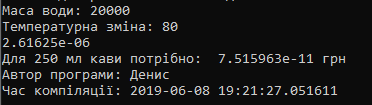 Маса води: 20000
Температурна зміна: 80
2.61625e-06
Для 250 мл кави потрібно:  7.515963e-11 грн
Автор програми: Денис
Час компіляції: 2019-06-08 19:21:27.051611